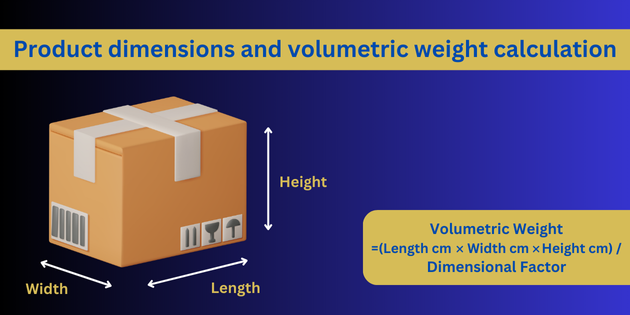 Product dimensions and volumetric weight calculation
Height
Width
Length
Volumetric Weight
=(Length cm × Width cm ×Height cm) /
Dimensional Factor